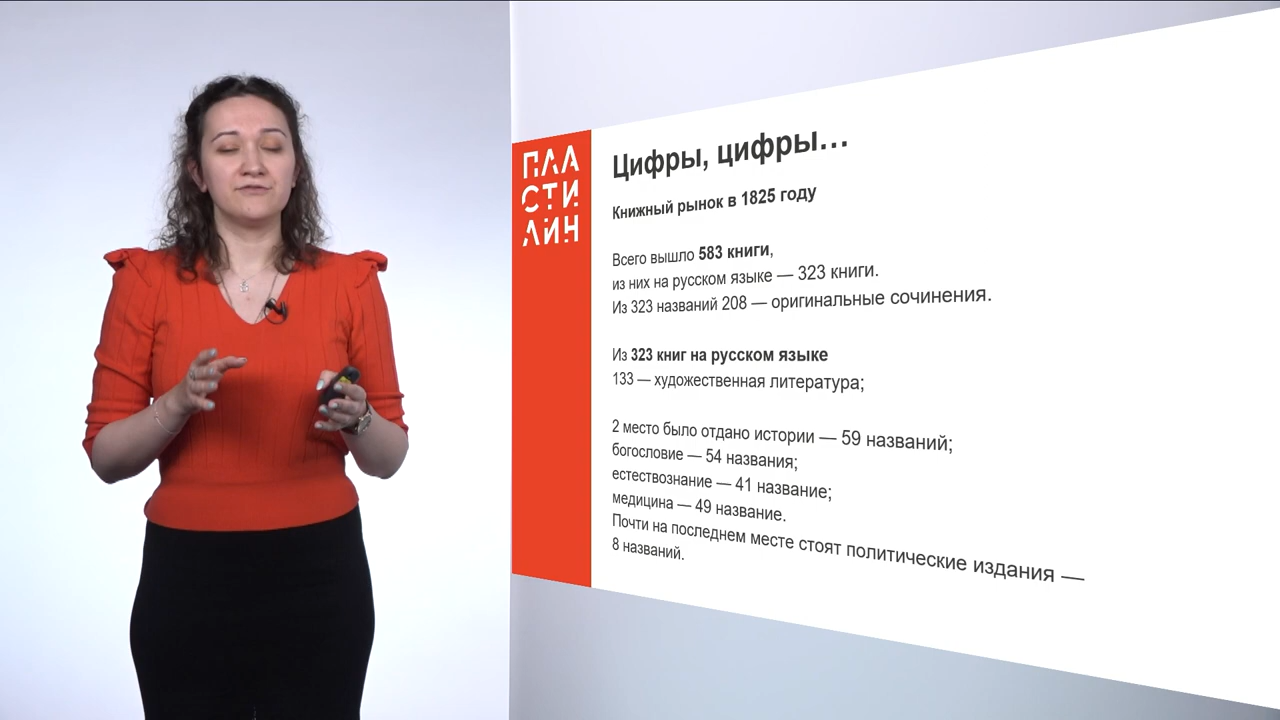 ПЛА
СТИ
ЛИН
Цифры, цифры…
Книжный рынок в 1825 году
Всего вышло 583 книги,
из них на русском языке — 323 книги.
Из 323 названий 208 — оригинальные сочинения.
Из 323 книг на русском языке
133 — художественная литература;
2 место было отдано истории — 59 названий;
богословие — 54 названия;
естествознание — 41 название;
медицина — 49 название.
Почти на последнем месте стоят политические издания —
8 названий.